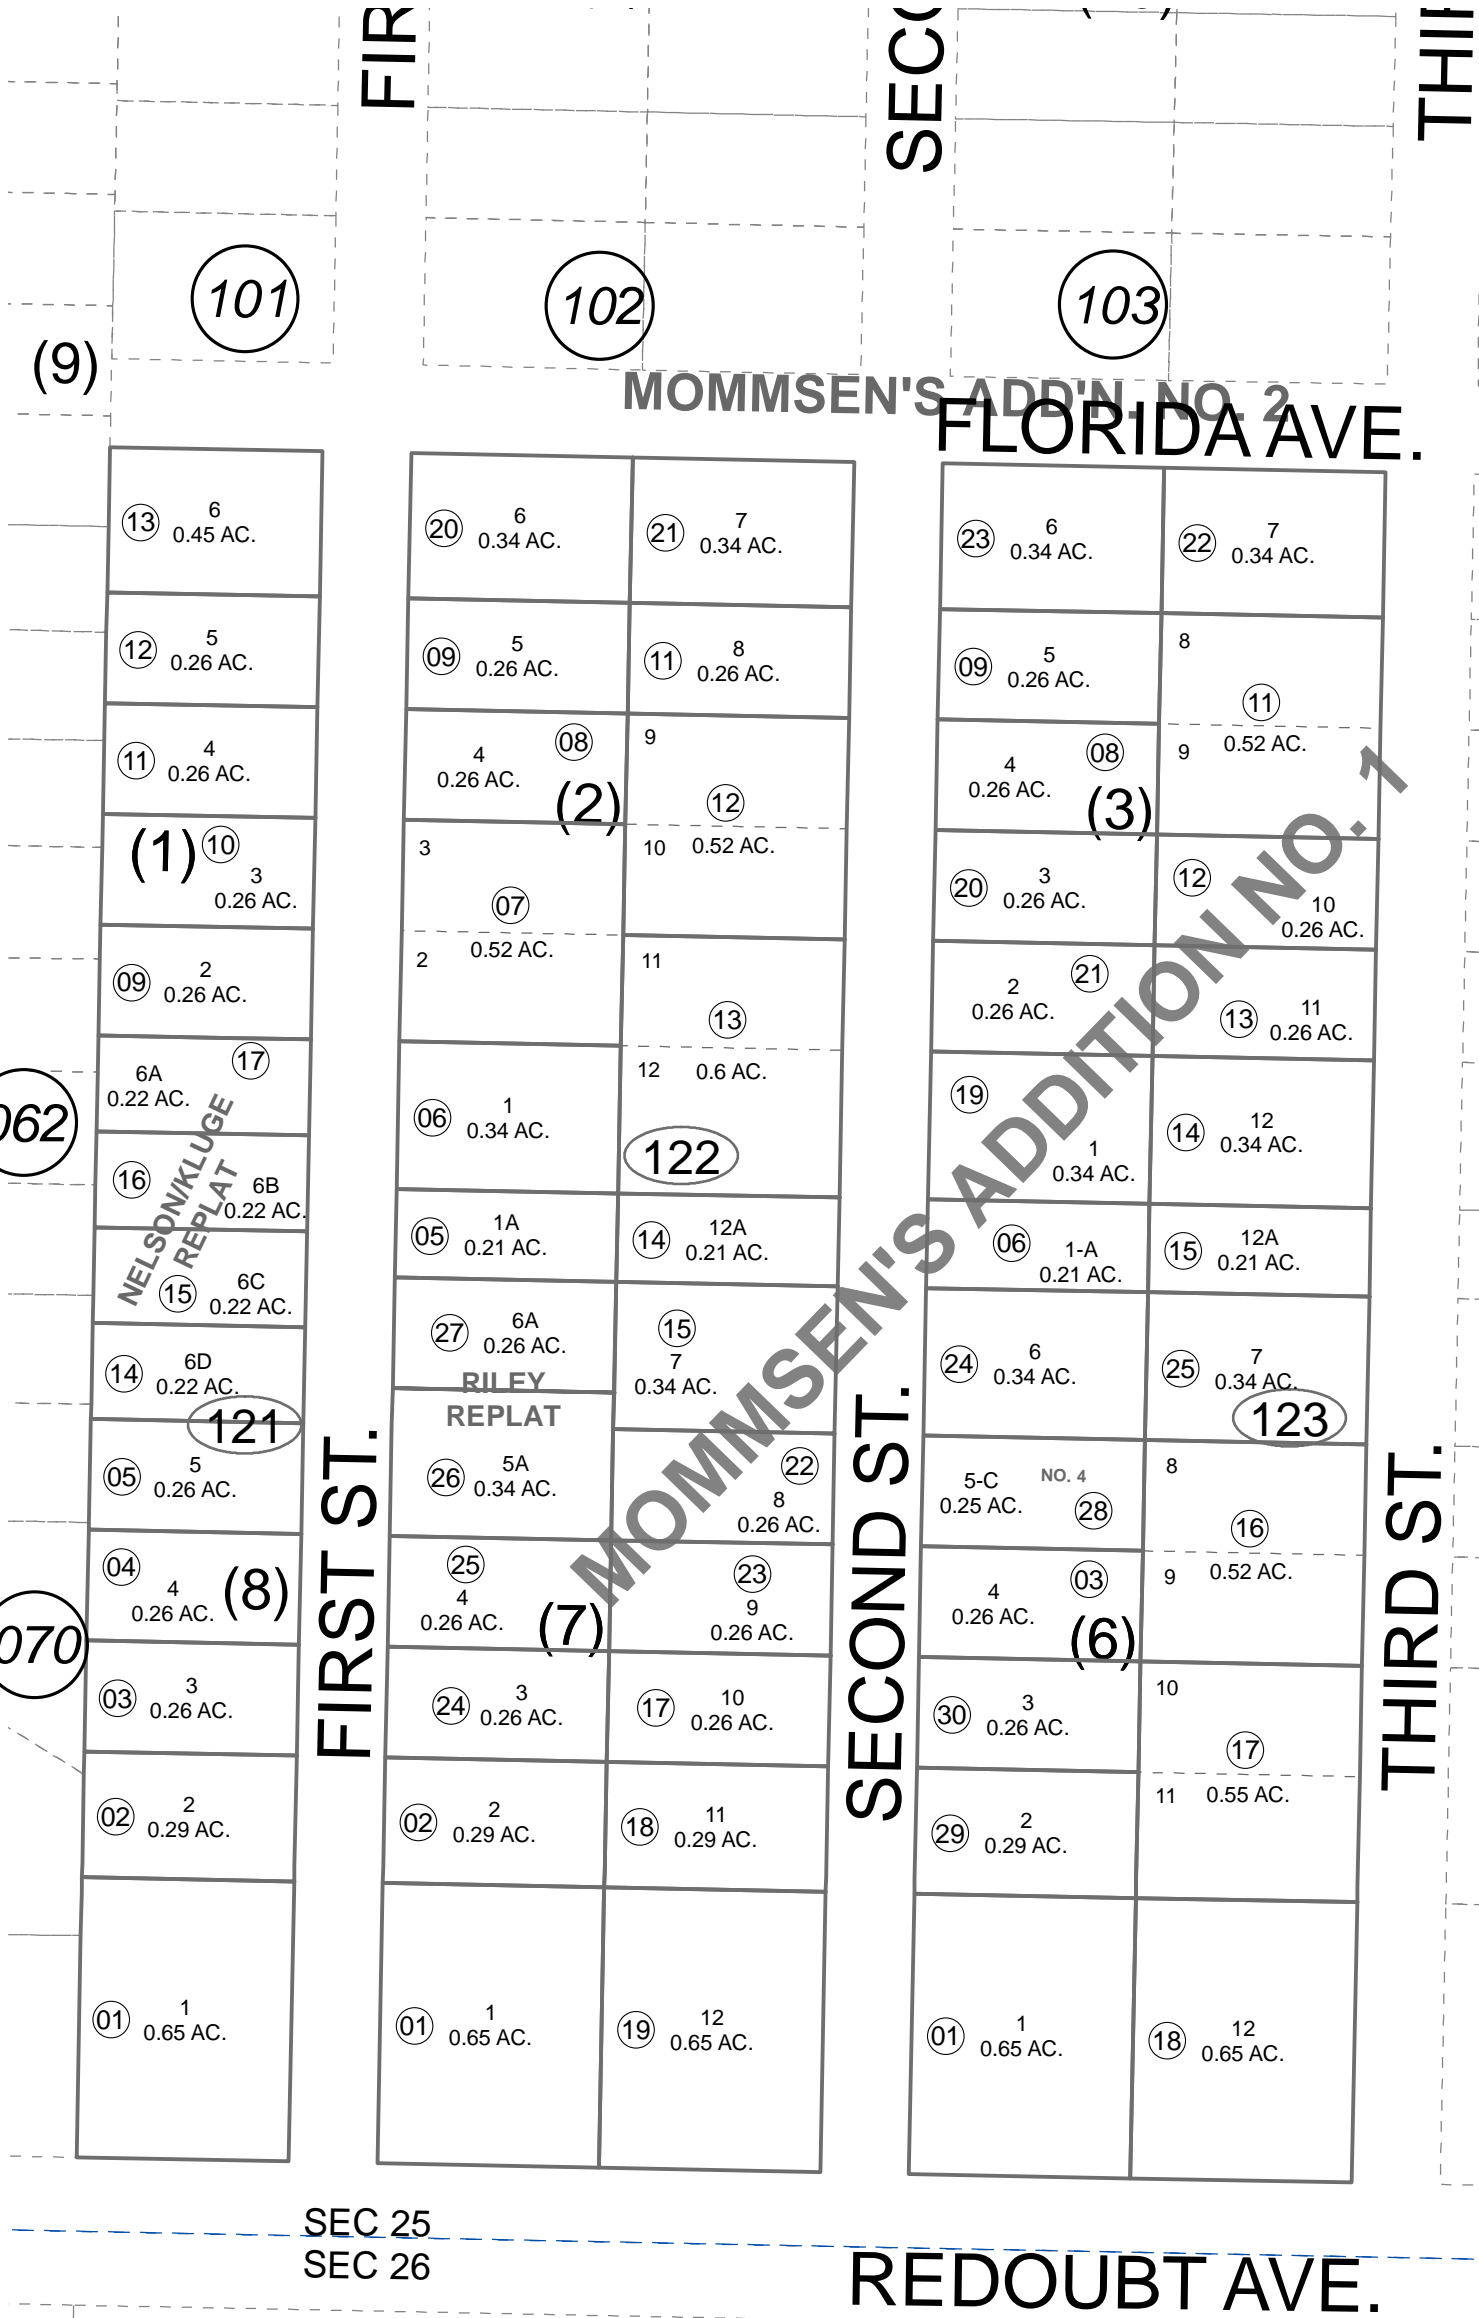 FIR
SECO
THIR
101
102
103
(9)
MOMMSEN'S ADD'N. NO. 2
FLORIDA AVE.
13
6
0.45 AC.
12
5
0.26 AC.
11
4
0.26 AC.
(1)
10
3
0.26 AC.
09
2
0.26 AC.
17
6A
0.22 AC.
062
16
6B
0.22 AC.
NELSON/KLUGE
REPLAT
15
6C
0.22 AC.
14
6D
0.22 AC.
121
05
5
0.26 AC.
04
4
0.26 AC.
(8)
070
03
3
0.26 AC.
02
2
0.29 AC.
01
1
0.65 AC.
FIRST ST.
20
6
0.34 AC.
21
7
0.34 AC.
09
5
0.26 AC.
11
8
0.26 AC.
08
4
0.26 AC.
(2)
9
12
10
0.52 AC.
3
07
2
0.52 AC.
11
13
12
0.6 AC.
06
1
0.34 AC.
122
05
1A
0.21 AC.
14
12A
0.21 AC.
27
6A
0.26 AC.
RILEY
REPLAT
15
7
0.34 AC.
26
5A
0.34 AC.
22
8
0.26 AC.
25
4
0.26 AC.
(7)
23
9
0.26 AC.
24
3
0.26 AC.
17
10
0.26 AC.
02
2
0.29 AC.
18
11
0.29 AC.
01
1
0.65 AC.
19
12
0.65 AC.
MOMMSEN'S ADDITION NO. 1
SECOND ST.
23
6
0.34 AC.
22
7
0.34 AC.
09
5
0.26 AC.
8
11
9
0.52 AC.
08
4
0.26 AC.
(3)
20
3
0.26 AC.
12
10
0.26 AC.
21
2
0.26 AC.
13
11
0.26 AC.
19
1
0.34 AC.
14
12
0.34 AC.
06
1-A
0.21 AC.
15
12A
0.21 AC.
24
6
0.34 AC.
25
7
0.34 AC.
123
5-C
0.25 AC.
NO. 4
28
8
16
9
0.52 AC.
03
4
0.26 AC.
(6)
30
3
0.26 AC.
10
17
11
0.55 AC.
29
2
0.29 AC.
01
1
0.65 AC.
18
12
0.65 AC.
THIRD ST.
SEC 25
SEC 26
REDOUBT AVE.